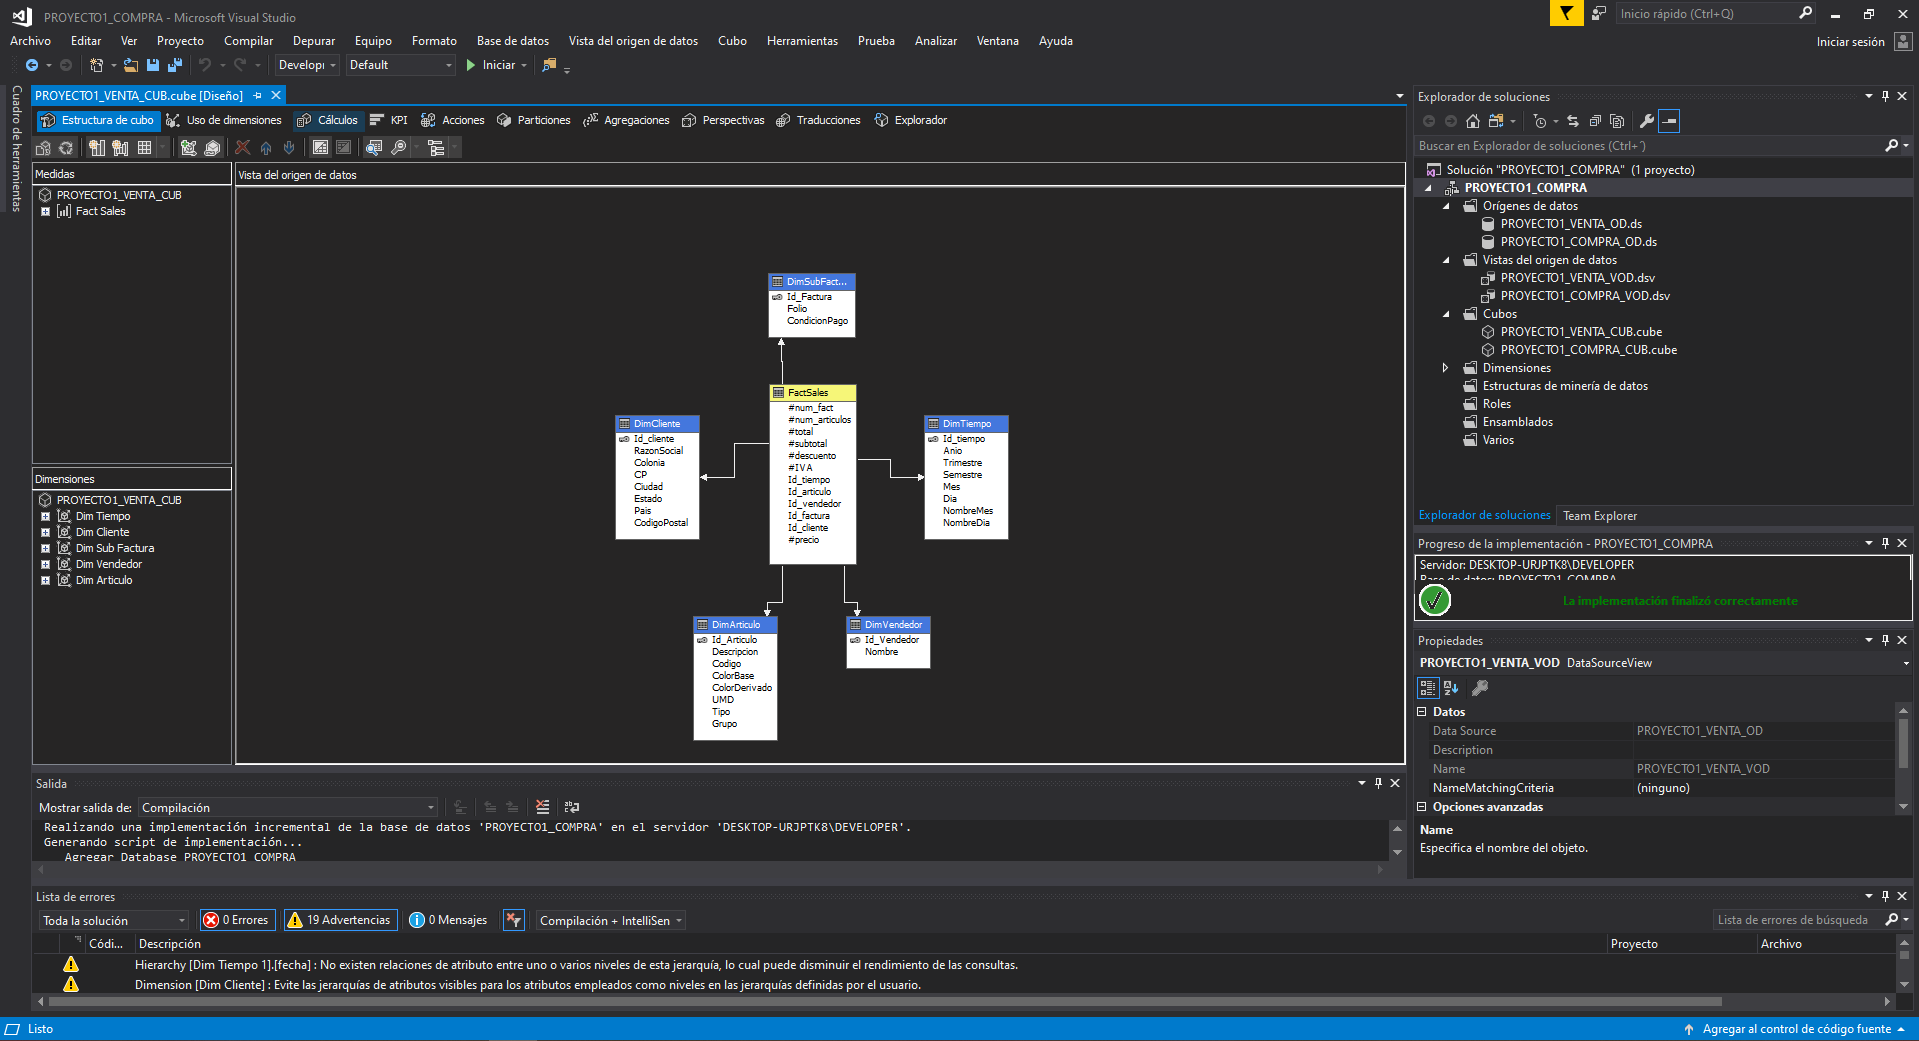 PROYECTO1_COMPRA - Microsoft Visual Studio
Inicio rápido (Ctrl+Q)
Archivo Editar Ver Proyecto Compilar Depurar Equipo Formato Base de datos Vista del origen de datos Cubo Herramientas Prueba Analizar Ventana Ayuda
Iniciar sesión
Default
Iniciar
Cuadro de herramientas
PROYECTO1_VENTA_CUB.cube [Diseño]
Estructura de cubo Uso de dimensiones Cálculos KPI Acciones Particiones Agregaciones Perspectivas Traducciones Explorador
Medidas
PROYECTO1_VENTA_CUB
Fact Sales
Dimensiones
PROYECTO1_VENTA_CUB
Dim Tiempo
Dim Cliente
Dim Sub Factura
Dim Vendedor
Dim Articulo
Vista del origen de datos
DimSubFact...
Id_Factura
Folio
CondicionPago
FactSales
#num_fact
#num_articulos
#total
#subtotal
#descuento
#IVA
Id_tiempo
Id_articulo
Id_vendedor
Id_factura
Id_cliente
#precio
DimCliente
Id_cliente
RazonSocial
Colonia
CP
Ciudad
Estado
Pais
CodigoPostal
DimTiempo
Id_tiempo
Anio
Trimestre
Semestre
Mes
Dia
NombreMes
NombreDia
DimArticulo
Id_Articulo
Descripcion
Codigo
ColorBase
ColorDerivado
UMD
Tipo
Grupo
DimVendedor
Id_Vendedor
Nombre
Explorador de soluciones
Buscar en Explorador de soluciones (Ctrl+´)
Solución "PROYECTO1_COMPRA" (1 proyecto)
PROYECTO1_COMPRA
Orígenes de datos
PROYECTO1_VENTA_OD.ds
PROYECTO1_COMPRA_OD.ds
Vistas del origen de datos
PROYECTO1_VENTA_VOD.dsv
PROYECTO1_COMPRA_VOD.dsv
Cubos
PROYECTO1_VENTA_CUB.cube
PROYECTO1_COMPRA_CUB.cube
Dimensiones
Estructuras de minería de datos
Roles
Ensamblados
Varios
Explorador de soluciones Team Explorer
Progreso de la implementación - PROYECTO1_COMPRA
Servidor: DESKTOP-URJPTK8\DEVELOPER
Base de datos: PROYECTO1_COMPRA
La implementación finalizó correctamente
Propiedades
PROYECTO1_VENTA_VOD DataSourceView
Datos
Data Source PROYECTO1_VENTA_OD
Description
Name PROYECTO1_VENTA_VOD
NameMatchingCriteria (ninguno)
Opciones avanzadas
Name
Especifica el nombre del objeto.
Salida
Mostrar salida de: Compilación
Realizando una implementación incremental de la base de datos 'PROYECTO1_COMPRA' en el servidor 'DESKTOP-URJPTK8\DEVELOPER'.
Generando script de implementación...
Agregar Database PROYECTO1_COMPRA
Lista de errores
Toda la solución 0 Errores 19 Advertencias 0 Mensajes Compilación + IntelliSen
Lista de errores de búsqueda
Códi... Descripción Proyecto Archivo
Hierarchy [Dim Tiempo 1].[fecha] : No existen relaciones de atributo entre uno o varios niveles de esta jerarquía, lo cual puede disminuir el rendimiento de las consultas.
Dimension [Dim Cliente] : Evite las jerarquías de atributos visibles para los atributos empleados como niveles en las jerarquías definidas por el usuario.
Listo
Agregar al control de código fuente